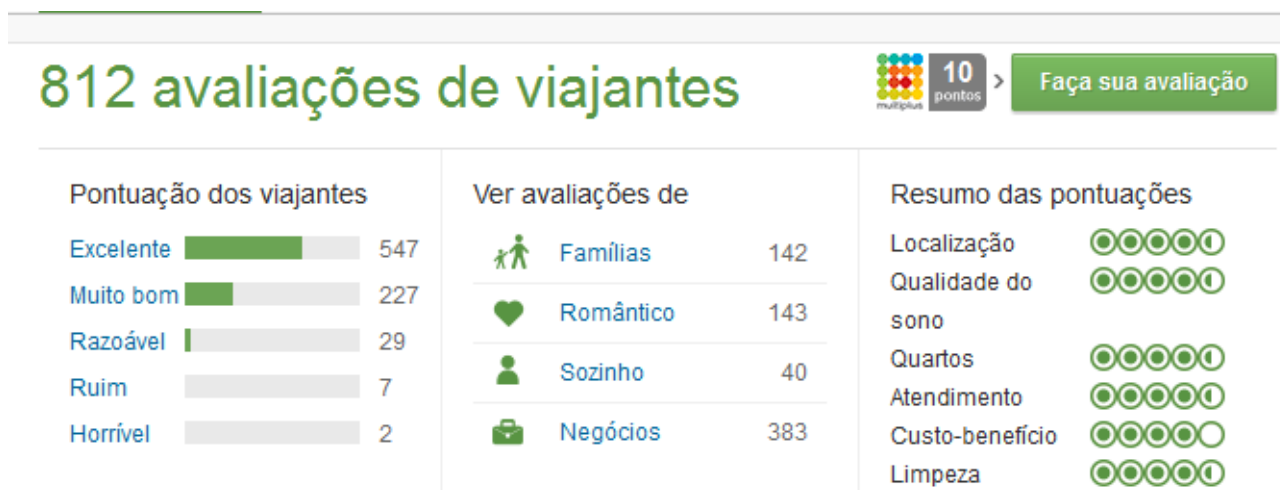 812 avaliações de viajantes
multiplus
10
pontos
Faça sua avaliação
Pontuação dos viajantes
Excelente 547
Muito bom 227
Razoável 29
Ruim 7
Horrível 2
Ver avaliações de
Famílias 142
Romântico 143
Sozinho 40
Negócios 383
Resumo das pontuações
Localização
Qualidade do
sono
Quartos
Atendimento
Custo-benefício
Limpeza